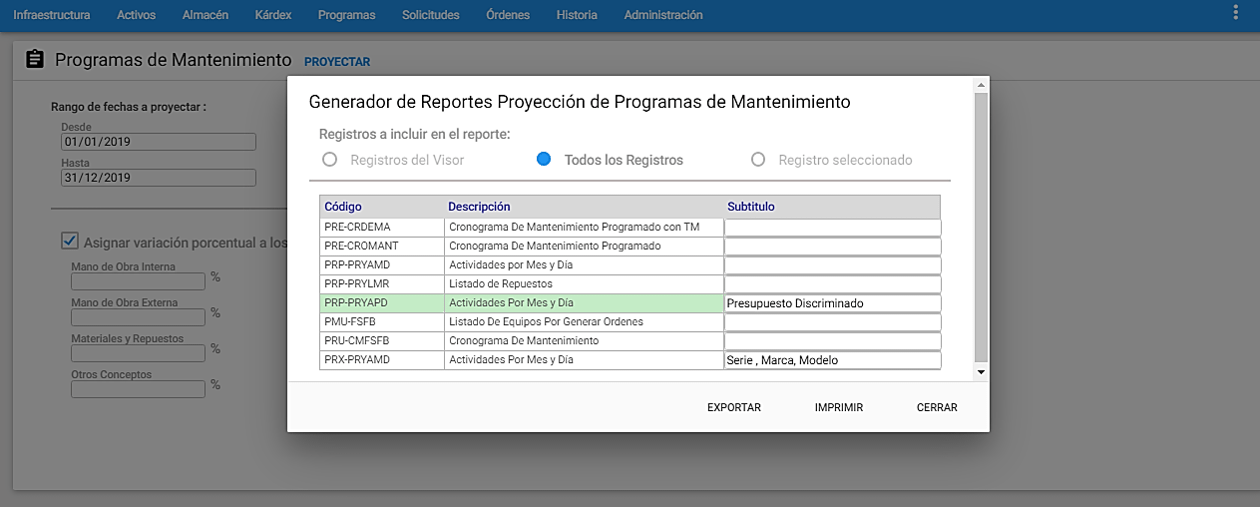 Infraestructura Activos Almacén Kárdex Programas Solicitudes Órdenes Historia Administración
Programas de Mantenimiento PROYECTAR
Rango de fechas a proyectar :
Desde
01/01/2019
Hasta
31/12/2019
Asignar variación porcentual a los
Mano de Obra Interna
%
Mano de Obra Externa
%
Materiales y Repuestos
%
Otros Conceptos
%
Generador de Reportes Proyección de Programas de Mantenimiento
Registros a incluir en el reporte:
Registros del Visor Todos los Registros Registro seleccionado
Código Descripción Subtitulo
PRE-CRDEMA Cronograma De Mantenimiento Programado con TM
PRE-CROMANT Cronograma De Mantenimiento Programado
PRP-PRYAMD Actividades por Mes y Día
PRP-PRYLMR Listado de Repuestos
PRP-PRYAPD Actividades Por Mes y Día Presupuesto Discriminado
PMU-FSFB Listado De Equipos Por Generar Ordenes
PRU-CMFSFB Cronograma De Mantenimiento
PRX-PRYAMD Actividades Por Mes y Día Serie , Marca, Modelo
EXPORTAR IMPRIMIR CERRAR